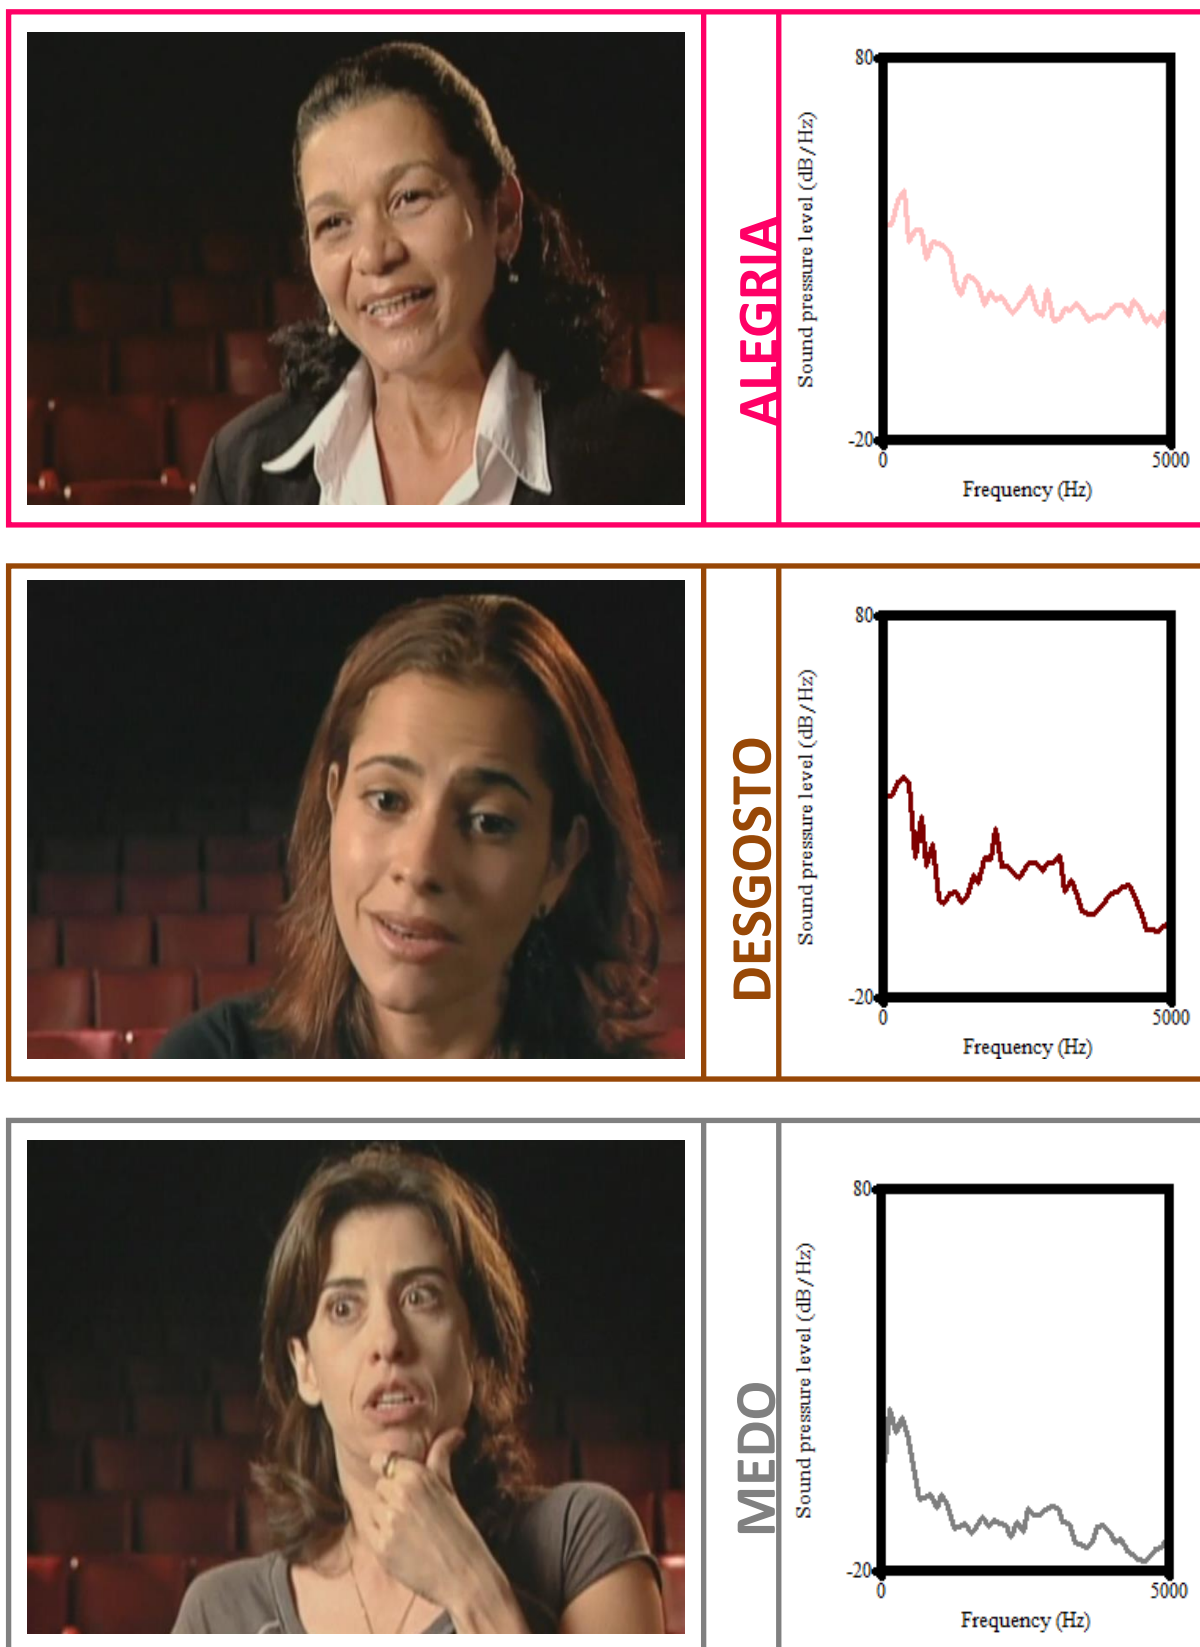 ALEGRIA
80
Sound pressure level (dB/Hz)
-20
0
5000
Frequency (Hz)
DESGOSTO
80
Sound pressure level (dB/Hz)
-20
0
5000
Frequency (Hz)
MEDO
80
Sound pressure level (dB/Hz)
-20
0
5000
Frequency (Hz)